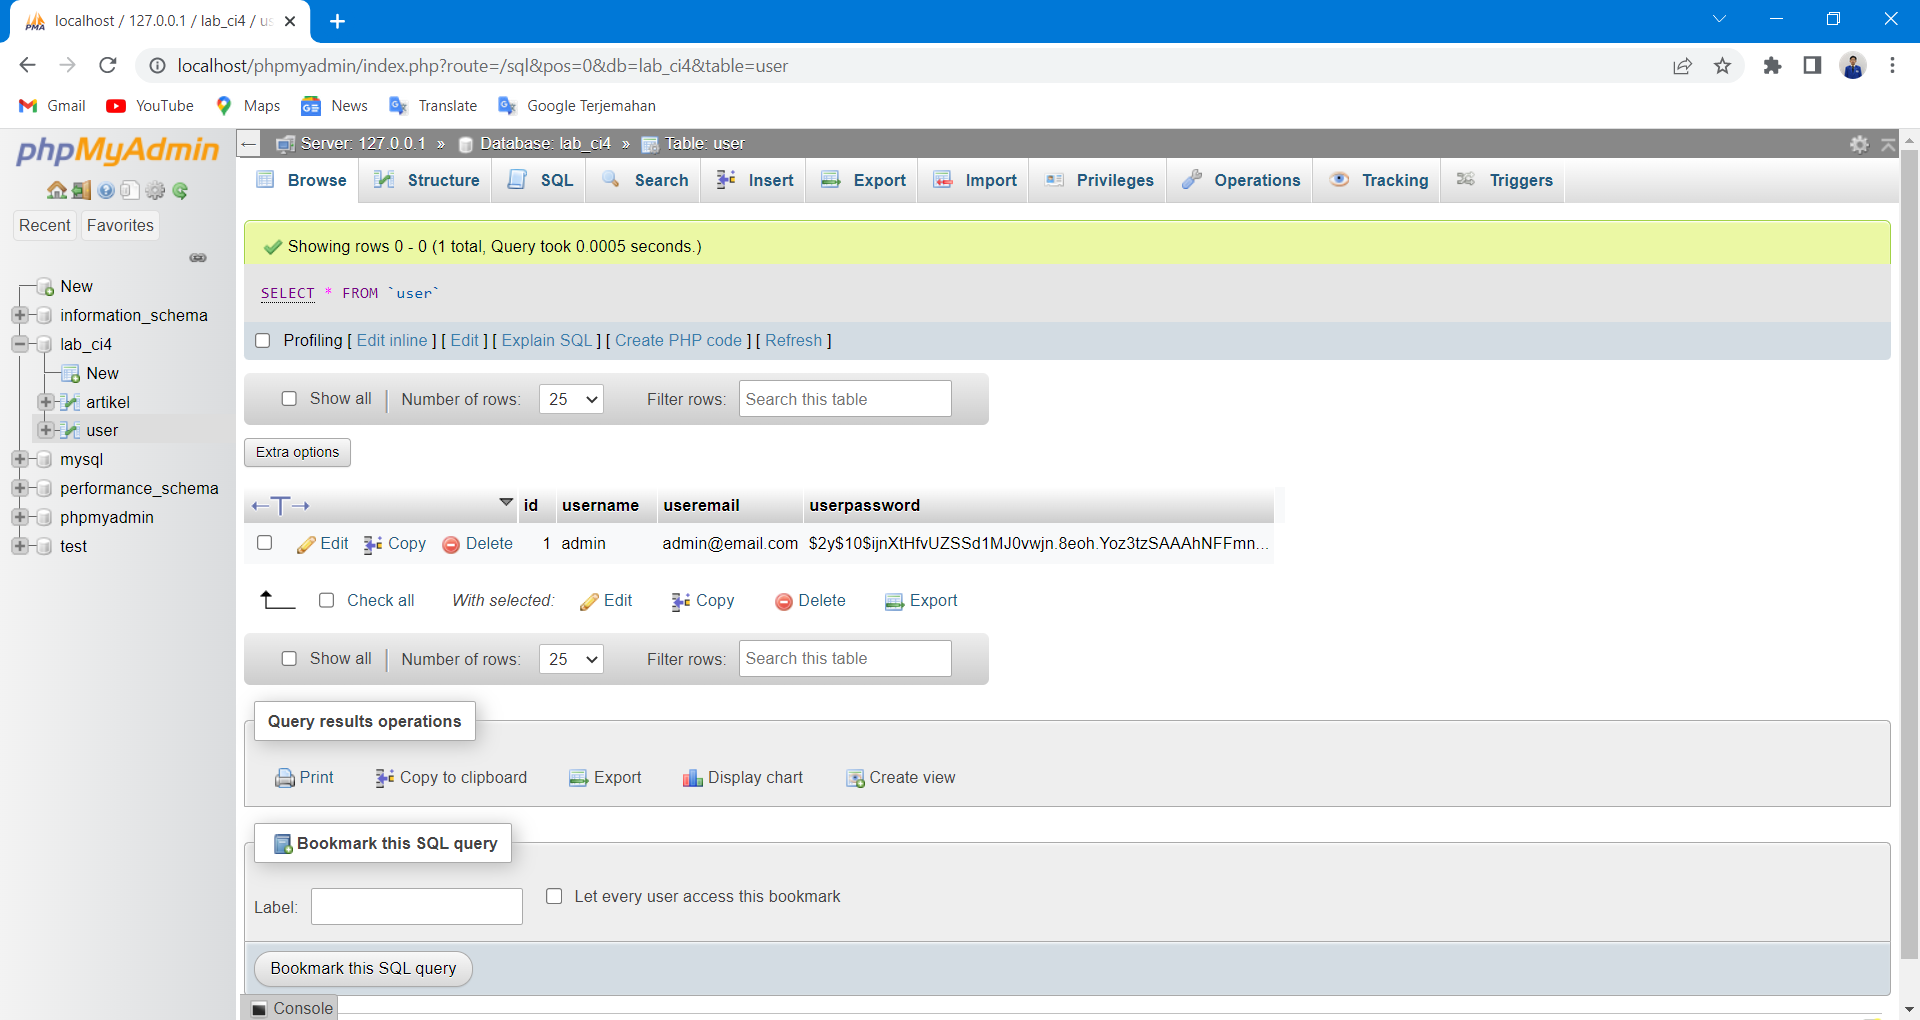 localhost / 127.0.0.1 / lab_ci4 / us
localhost/phpmyadmin/index.php?route=/sql&pos=0&db=lab_ci4&table=user
Gmail YouTube Maps News Translate Google Terjemahan
phpMyAdmin
Recent Favorites
New
information_schema
lab_ci4
New
artikel
user
mysql
performance_schema
phpmyadmin
test
Server: 127.0.0.1 » Database: lab_ci4 » Table: user
Browse Structure SQL Search Insert Export Import Privileges Operations Tracking Triggers
Showing rows 0 - 0 (1 total, Query took 0.0005 seconds.)
SELECT * FROM `user`
Profiling [ Edit inline ] [ Edit ] [ Explain SQL ] [ Create PHP code ] [ Refresh ]
Show all | Number of rows: 25 Filter rows: Search this table
Extra options
←T→ id username useremail userpassword
Edit Copy Delete 1 admin admin@email.com $2y$10$ijnXtHfvUZSSd1MJ0vwjn.8eoh.Yoz3tzSAAAhNFFmn...
Check all With selected: Edit Copy Delete Export
Show all | Number of rows: 25 Filter rows: Search this table
Query results operations
Print Copy to clipboard Export Display chart Create view
Bookmark this SQL query
Label: Let every user access this bookmark
Bookmark this SQL query
Console